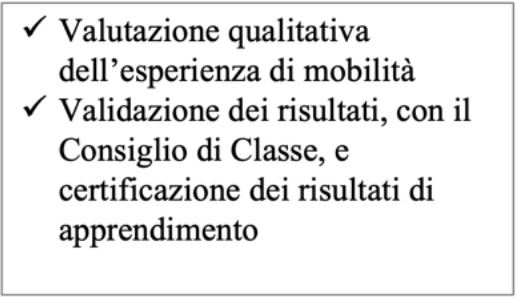 ✓ Valutazione qualitativa
dell’esperienza di mobilità
✓ Validazione dei risultati, con il
Consiglio di Classe, e
certificazione dei risultati di
apprendimento